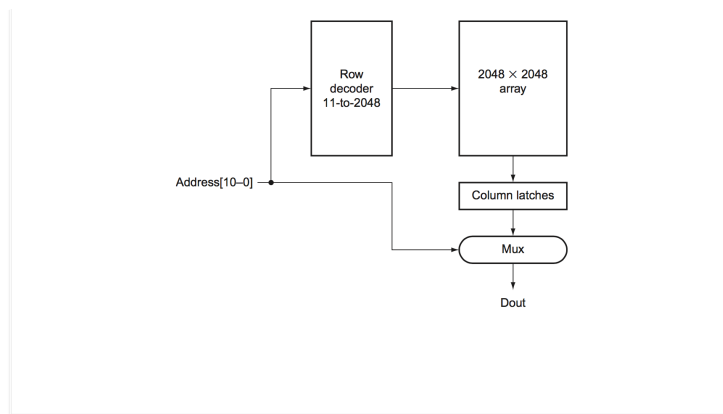 Row
decoder
11-to-2048
2048 × 2048
array
Address[10–0]
Column latches
Mux
Dout